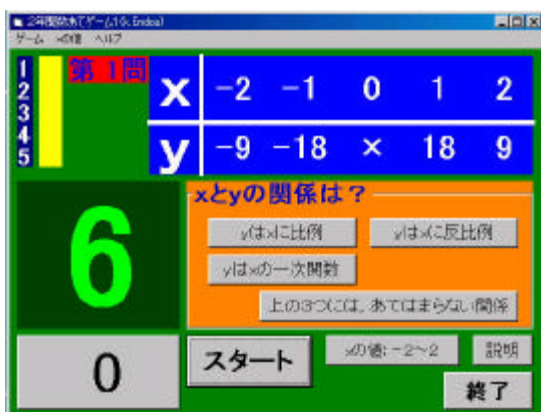 2年関数あてゲーム(S.Endou)
ゲーム xの値 ヘルプ
1
2
3
4
5
第1問
x -2 -1 0 1 2
y -9 -18 × 18 9
6
xとyの関係は?
yはxに比例 yはxに反比例
yはxの一次関数
上の3つには、あてはまらない関係
0
スタート
xの値:-2~2
説明
終了